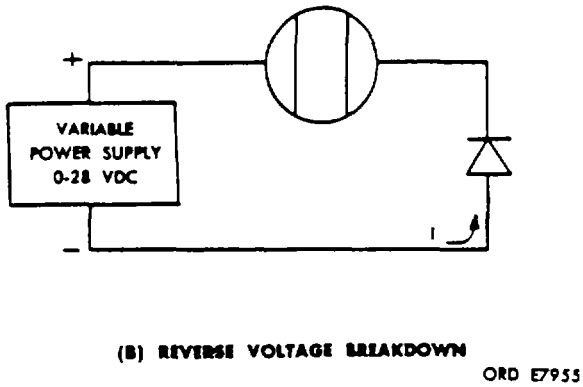 +
VARIABLE
POWER SUPPLY
0-28 VDC
−
I
(B) REVERSE VOLTAGE BREAKDOWN
ORD E7955